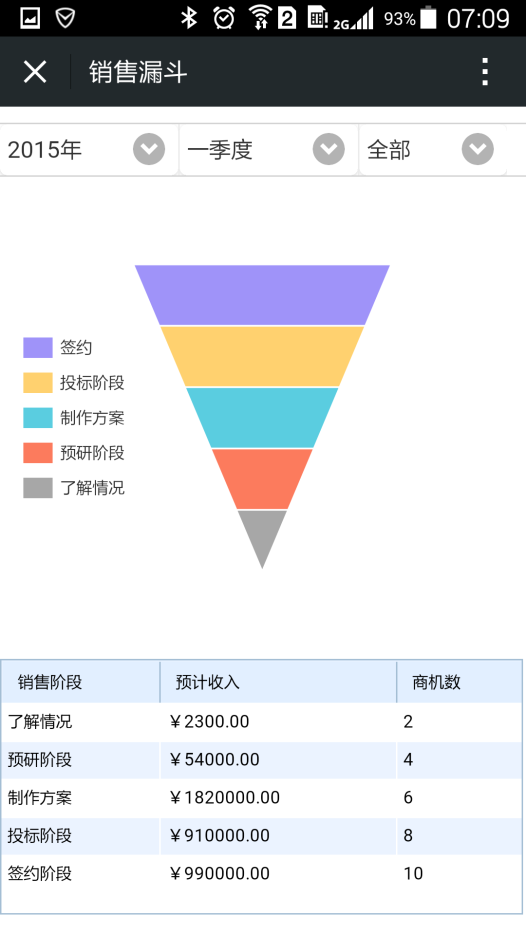 2 2G 93% 07:09
销售漏斗
2015年 一季度 全部
签约
投标阶段
制作方案
预研阶段
了解情况
销售阶段 预计收入 商机数
了解情况 ￥2300.00 2
预研阶段 ￥54000.00 4
制作方案 ￥1820000.00 6
投标阶段 ￥910000.00 8
签约阶段 ￥990000.00 10